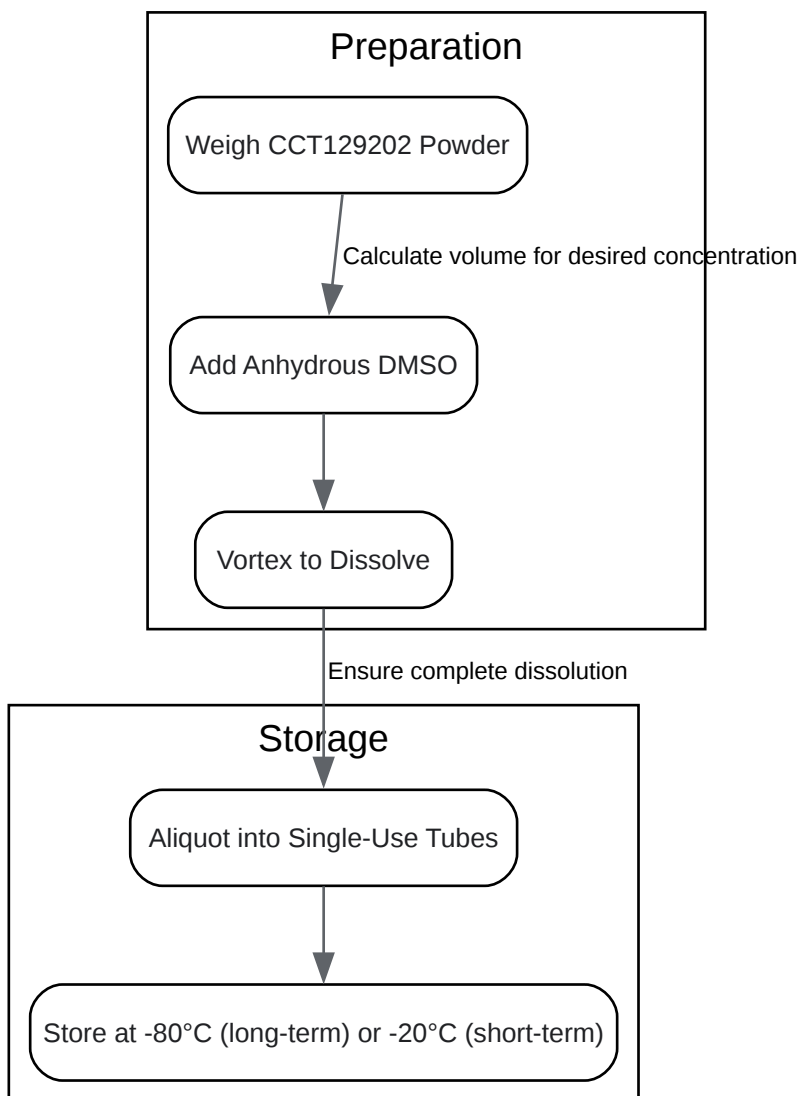 Preparation
Weigh CCT129202 Powder
Calculate volume for desired concentration
Add Anhydrous DMSO
Vortex to Dissolve
Ensure complete dissolution
Storage
Aliquot into Single-Use Tubes
Store at -80°C (long-term) or -20°C (short-term)